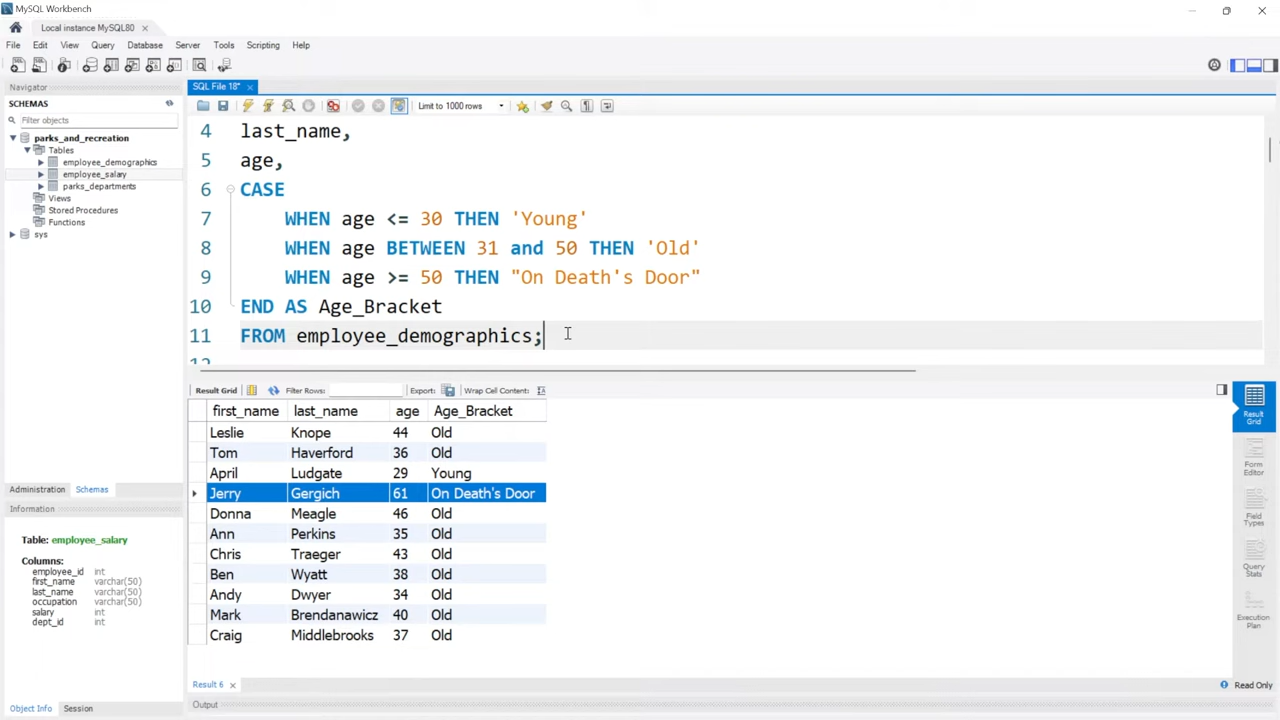 MySQL Workbench
Local instance MySQL80
File Edit View Query Database Server Tools Scripting Help
Navigator
SCHEMAS
Filter objects
parks_and_recreation
Tables
employee_demographics
employee_salary
parks_departments
Views
Stored Procedures
Functions
sys
Administration Schemas
Information
Table: employee_salary
Columns:
employee_id int
first_name varchar(50)
last_name varchar(50)
occupation varchar(50)
salary int
dept_id int
Object Info Session
SQL File 18*
Limit to 1000 rows
4 last_name,
5 age,
6 CASE
7 WHEN age <= 30 THEN 'Young'
8 WHEN age BETWEEN 31 and 50 THEN 'Old'
9 WHEN age >= 50 THEN "On Death's Door"
10 END AS Age_Bracket
11 FROM employee_demographics;
12
Result Grid Filter Rows: Export: Wrap Cell Content:
first_name last_name age Age_Bracket
Leslie Knope 44 Old
Tom Haverford 36 Old
April Ludgate 29 Young
Jerry Gergich 61 On Death's Door
Donna Meagle 46 Old
Ann Perkins 35 Old
Chris Traeger 43 Old
Ben Wyatt 38 Old
Andy Dwyer 34 Old
Mark Brendanawicz 40 Old
Craig Middlebrooks 37 Old
Result 6
Read Only
Output
Result
Grid
Form
Editor
Field
Types
Query
Stats
Execution
Plan